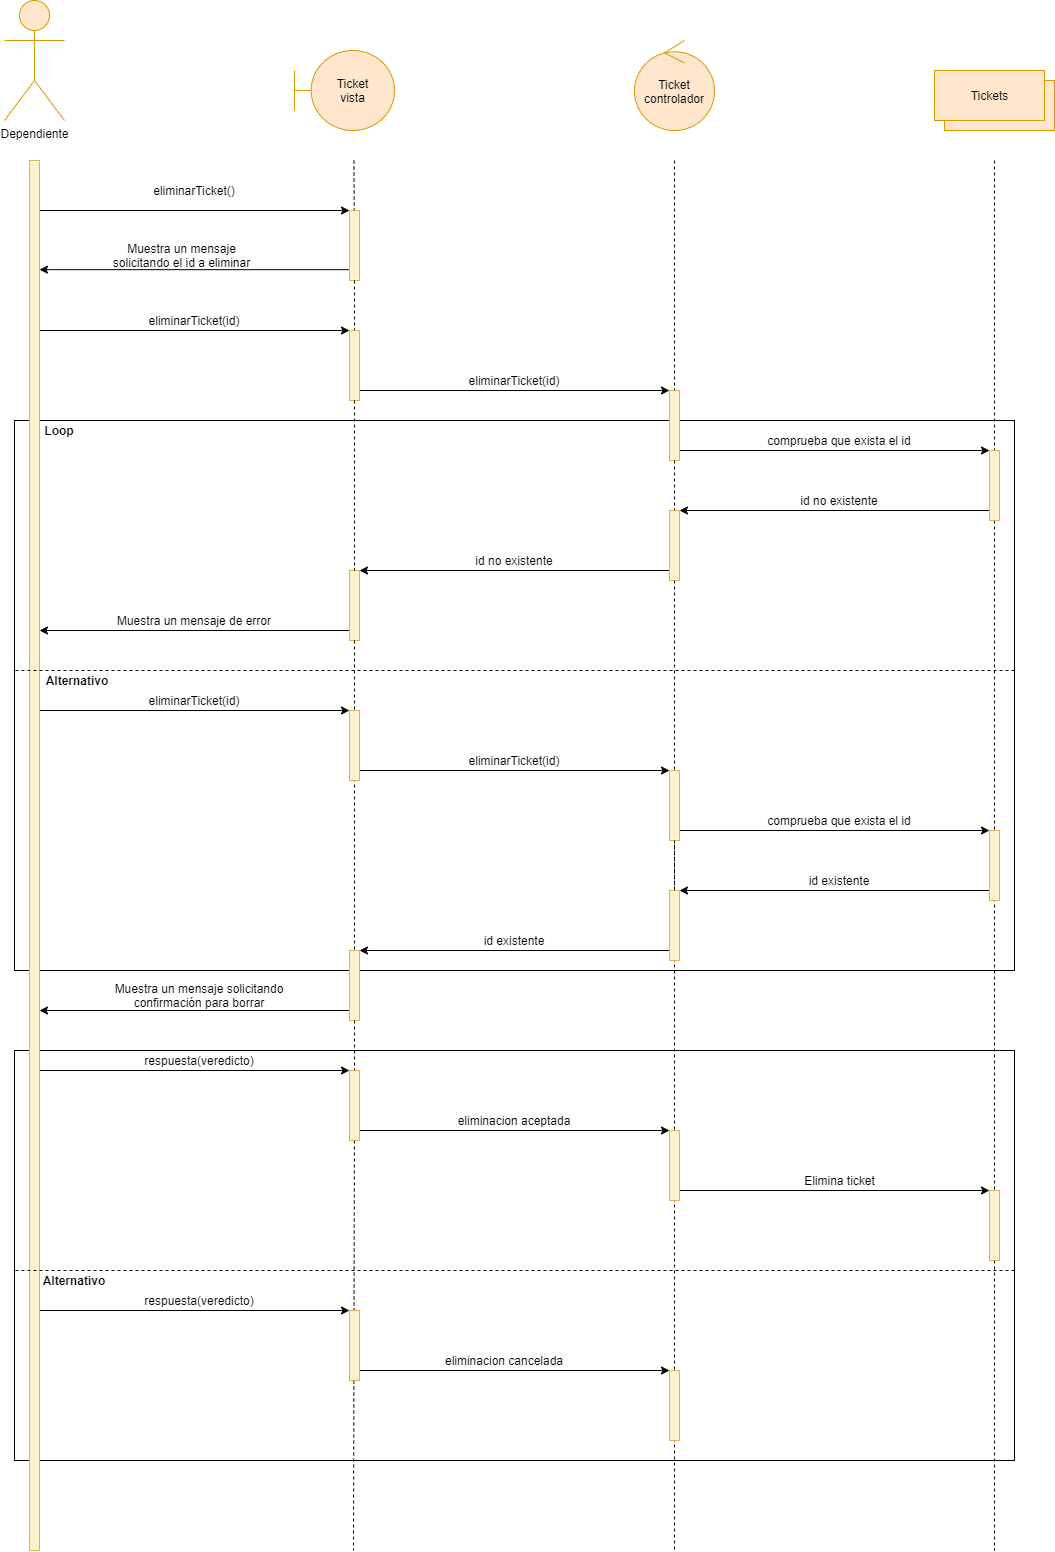 Dependiente
Ticket
vista
Ticket
controlador
Tickets
eliminarTicket()
Muestra un mensaje
solicitando el id a eliminar
eliminarTicket(id)
eliminarTicket(id)
Loop
comprueba que exista el id
id no existente
id no existente
Muestra un mensaje de error
Alternativo
eliminarTicket(id)
eliminarTicket(id)
comprueba que exista el id
id existente
id existente
Muestra un mensaje solicitando
confirmación para borrar
respuesta(veredicto)
eliminacion aceptada
Elimina ticket
Alternativo
respuesta(veredicto)
eliminacion cancelada